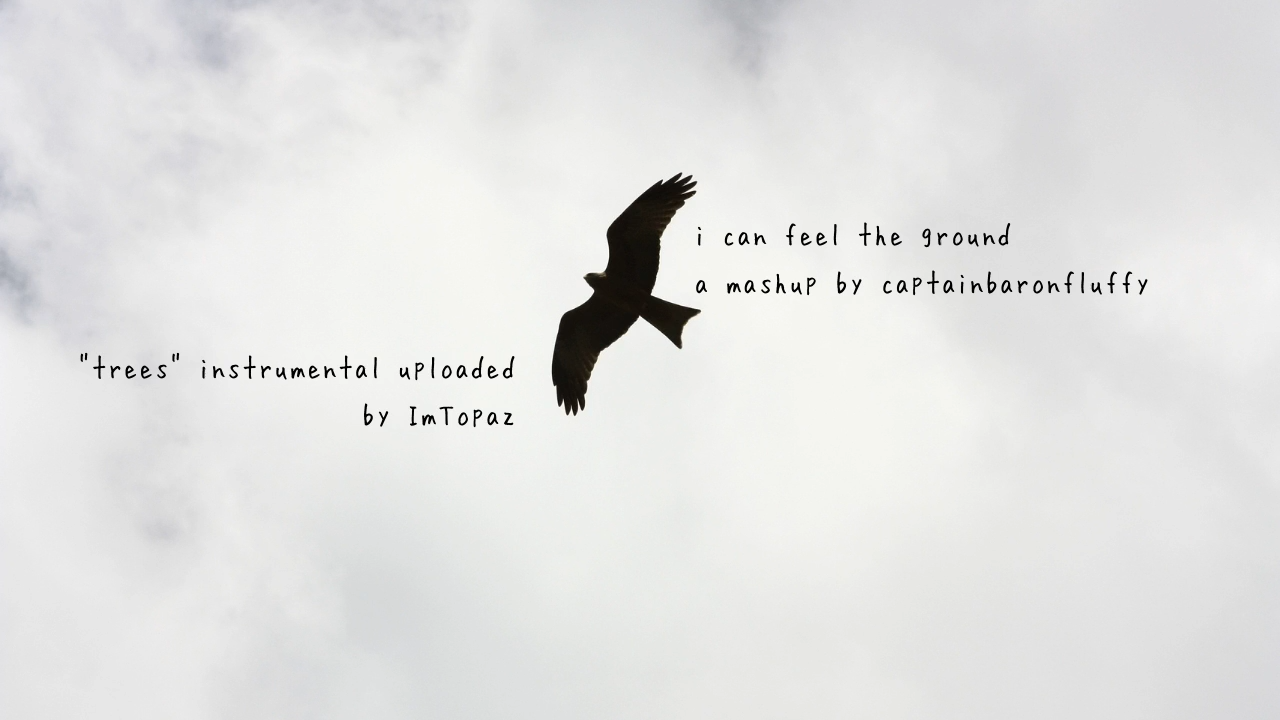 i can feel the ground
a mashup by captainbaronfluffy
"trees" instrumental uploaded
by ImTopaz